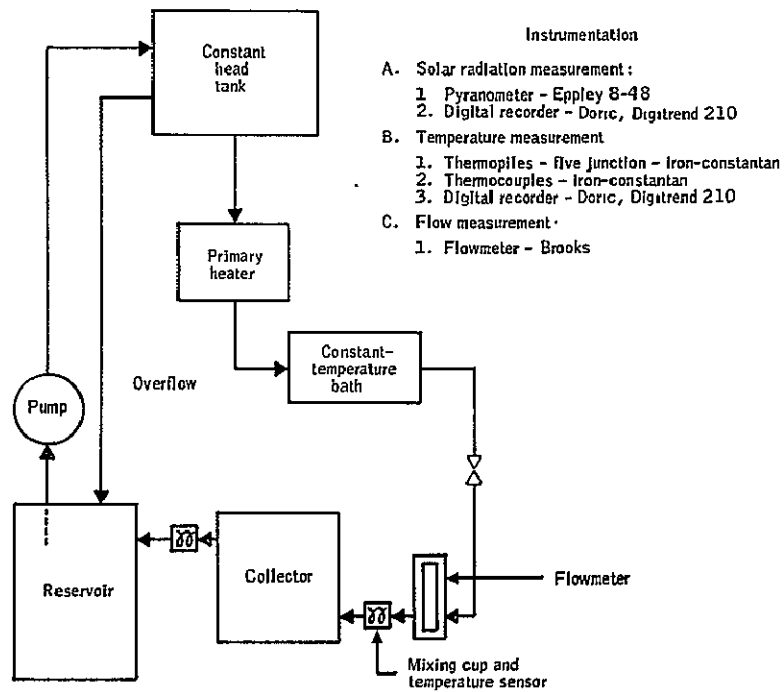 Constant
head
tank
Instrumentation
A. Solar radiation measurement:
1 Pyranometer - Eppley 8-48
2. Digital recorder - Doric, Digitrend 210
B. Temperature measurement
1. Thermopiles - five junction - iron-constantan
2. Thermocouples - iron-constantan
3. Digital recorder - Doric, Digitrend 210
C. Flow measurement·
1. Flowmeter - Brooks
Primary
heater
Constant-
temperature
bath
Overflow
Pump
Reservoir
Collector
Flowmeter
Mixing cup and
temperature sensor